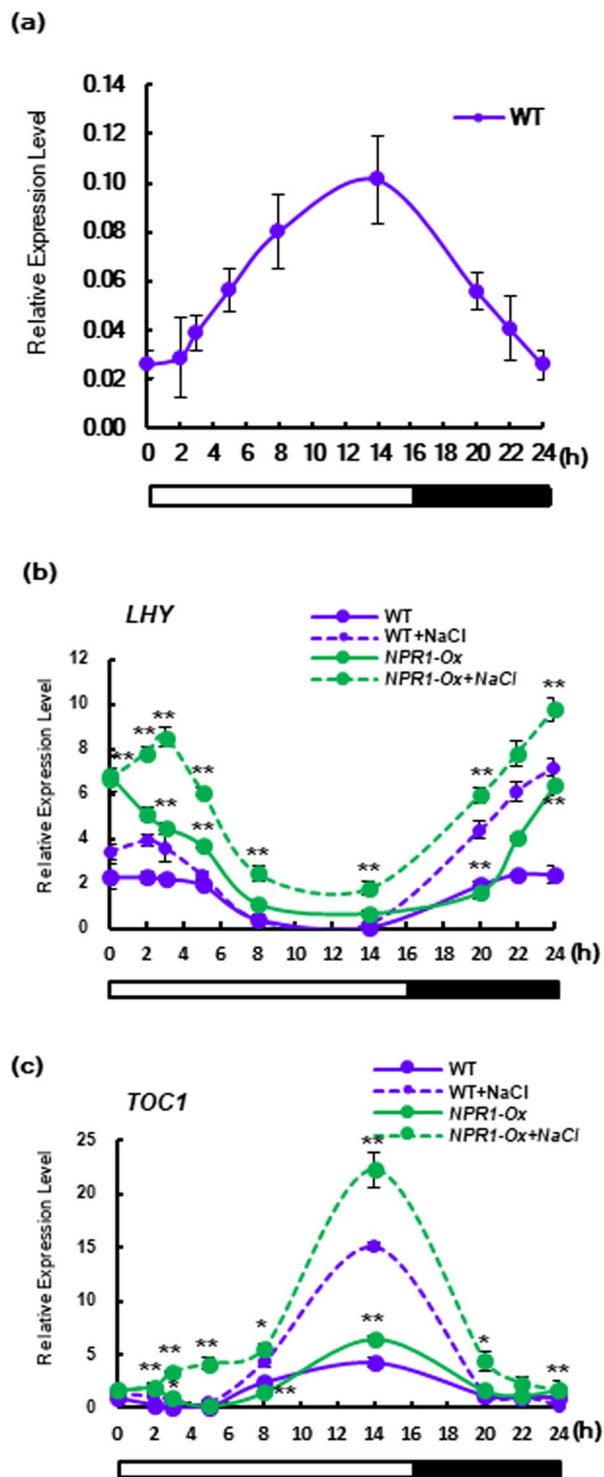 (a)
0.14
WT
0.12
0.10
0.08
0.06
0.04
0.02
0.00
Relative Expression Level
0 2 4 6 8 10 12 14 16 20 22 24 (h)
(b)
LHY
WT
WT+NaCl
NPR1-Ox
NPR1-Ox+NaCl
12
10
8
6
4
2
0
Relative Expression Level
** ** ** ** ** ** ** **
** ** ** **
0 2 4 6 8 10 12 14 16 20 22 24 (h)
(c)
TOC1
WT
WT+NaCl
NPR1-Ox
NPR1-Ox+NaCl
25
20
15
10
5
0
Relative Expression Level
** ** ** * ** * **
* ** **
0 2 4 6 8 10 12 14 16 20 22 24 (h)